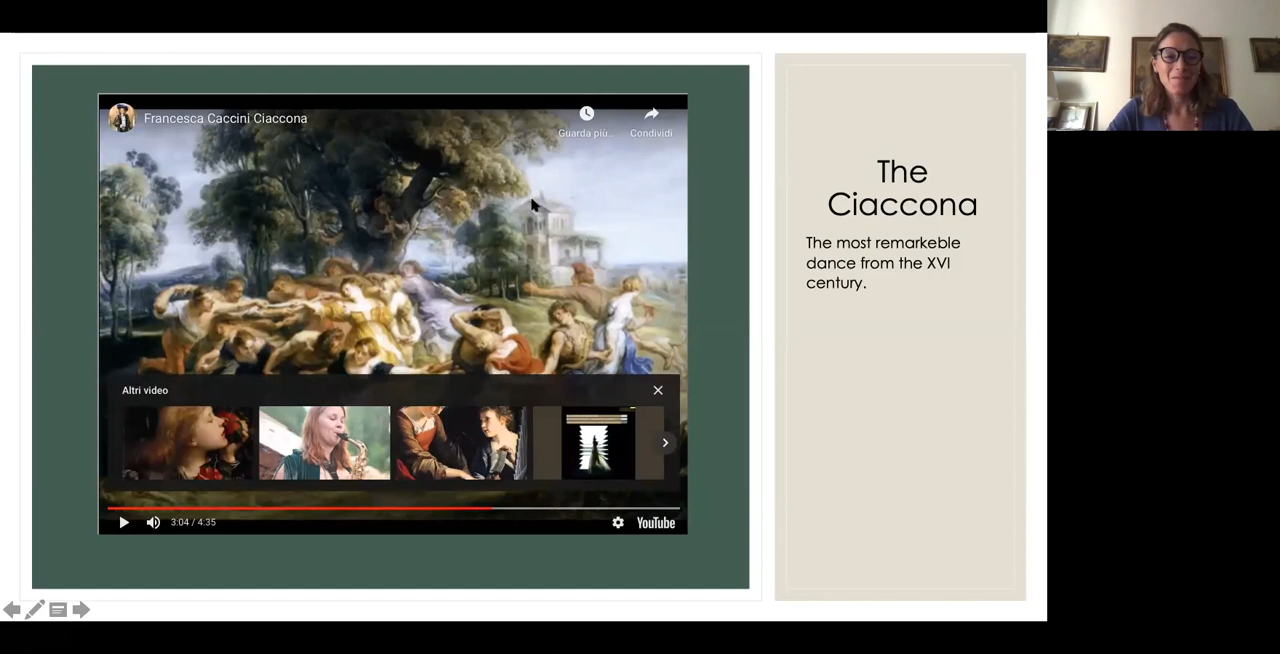 Francesca Caccini Ciaccona
Guarda più...
Condividi
Altri video
3:04 / 4:35
YouTube
The
Ciaccona
The most remarkeble
dance from the XVI
century.